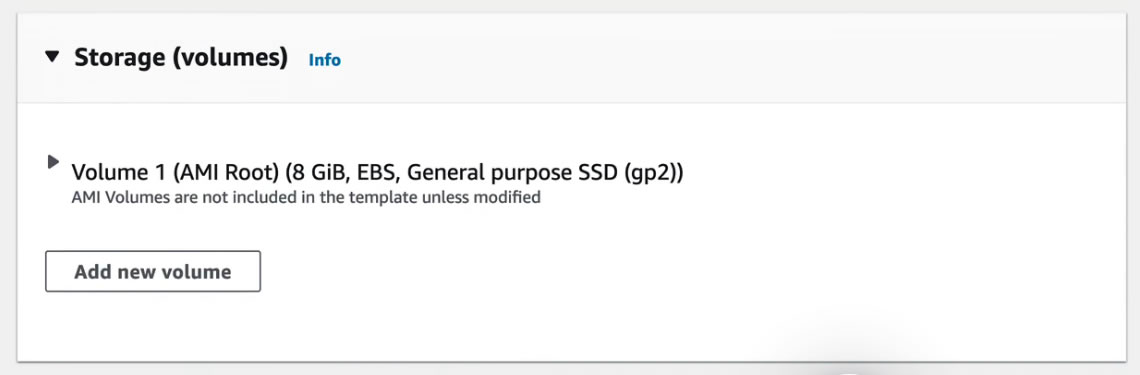 Storage (volumes) Info
Volume 1 (AMI Root) (8 GiB, EBS, General purpose SSD (gp2))
AMI Volumes are not included in the template unless modified
Add new volume